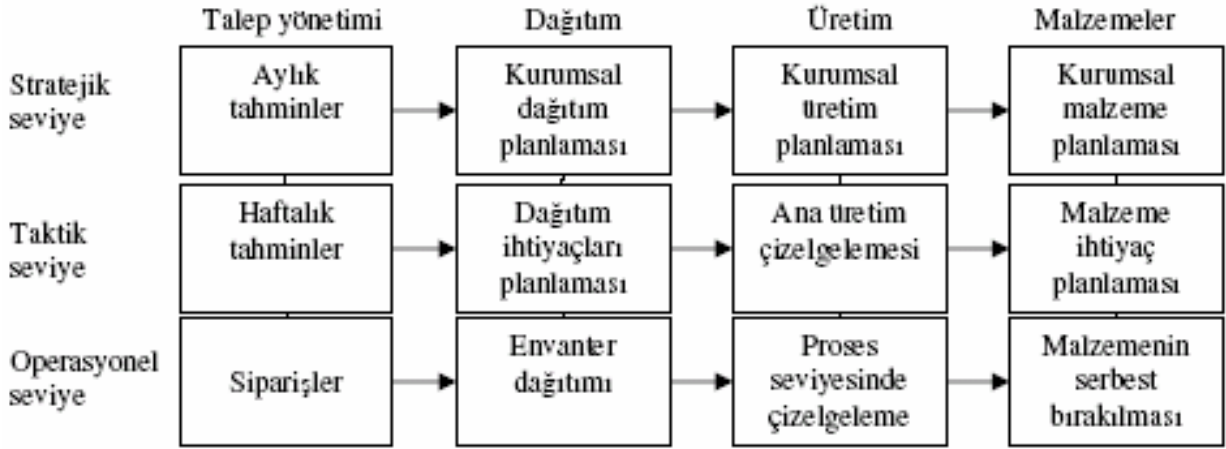 Talep yönetimi
Dağıtım
Üretim
Malzemeler
Stratejik
seviye
Aylık
tahminler
Kurumsal
dağıtım
planlaması
Kurumsal
üretim
planlaması
Kurumsal
malzeme
planlaması
Taktik
seviye
Haftalık
tahminler
Dağıtım
ihtiyaçları
planlaması
Ana üretim
çizelgelemesi
Malzeme
ihtiyaç
planlaması
Operasyonel
seviye
Siparişler
Envanter
dağıtımı
Proses
seviyesinde
çizelgeleme
Malzemenin
serbest
bırakılması